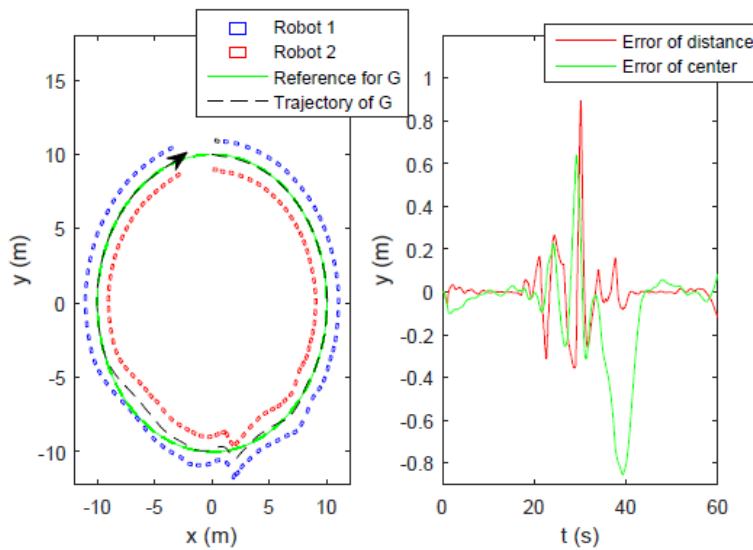 Robot 1
Robot 2
Reference for G
Trajectory of G
15
10
5
0
-5
-10
y (m)
-10
-5
0
5
10
x (m)
Error of distance
Error of center
1
0.8
0.6
0.4
0.2
0
-0.2
-0.4
-0.6
-0.8
y (m)
0
20
40
60
t (s)